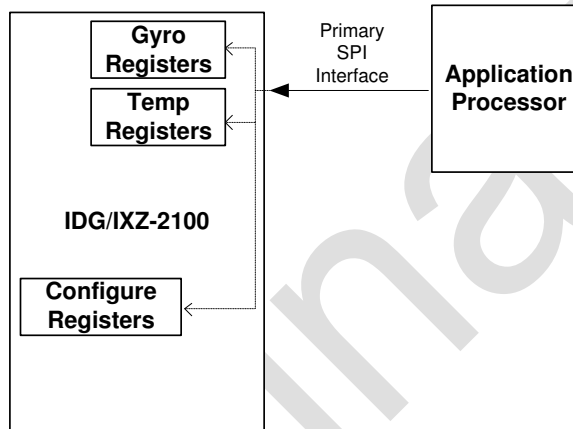 Gyro
Registers
Temp
Registers
IDG/IXZ-2100
Configure
Registers
Primary
SPI
Interface
Application
Processor